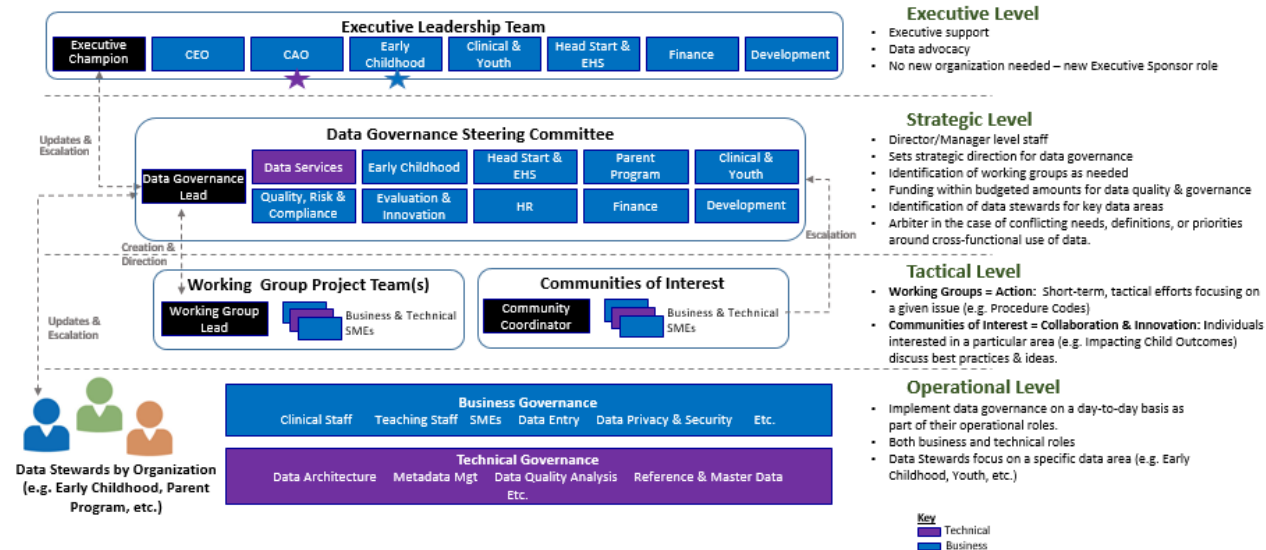 Executive Leadership Team
Executive
Champion
CEO
CAO
Early
Childhood
Clinical &
Youth
Head Start &
EHS
Finance
Development
Executive Level
• Executive support
• Data advocacy
• No new organization needed – new Executive Sponsor role
Updates &
Escalation
Data Governance Steering Committee
Data Governance
Lead
Data Services
Early Childhood
Head Start &
EHS
Parent
Program
Clinical &
Youth
Quality, Risk &
Compliance
Evaluation &
Innovation
HR
Finance
Development
Strategic Level
• Director/Manager level staff
• Sets strategic direction for data governance
• Identification of working groups as needed
• Funding within budgeted amounts for data quality & governance
• Identification of data stewards for key data areas
• Arbiter in the case of conflicting needs, definitions, or priorities
around cross-functional use of data.
Creation &
Direction
Escalation
Working Group Project Team(s)
Working Group
Lead
Business & Technical
SMEs
Communities of Interest
Community
Coordinator
Business & Technical
SMEs
Tactical Level
• Working Groups = Action: Short-term, tactical efforts focusing on
a given issue (e.g. Procedure Codes)
• Communities of Interest = Collaboration & Innovation: Individuals
interested in a particular area (e.g. Impacting Child Outcomes)
discuss best practices & ideas.
Updates &
Escalation
Data Stewards by Organization
(e.g. Early Childhood, Parent
Program, etc.)
Business Governance
Clinical Staff Teaching Staff SMEs Data Entry Data Privacy & Security Etc.
Technical Governance
Data Architecture Metadata Mgt Data Quality Analysis Reference & Master Data
Etc.
Operational Level
• Implement data governance on a day-to-day basis as
part of their operational roles.
• Both business and technical roles
• Data Stewards focus on a specific data area (e.g. Early
Childhood, Youth, etc.)
Key
Technical
Business